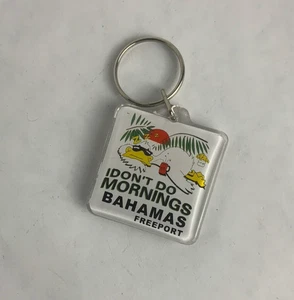 I DON'T DO
MORNINGS
BAHAMAS
FREEPORT